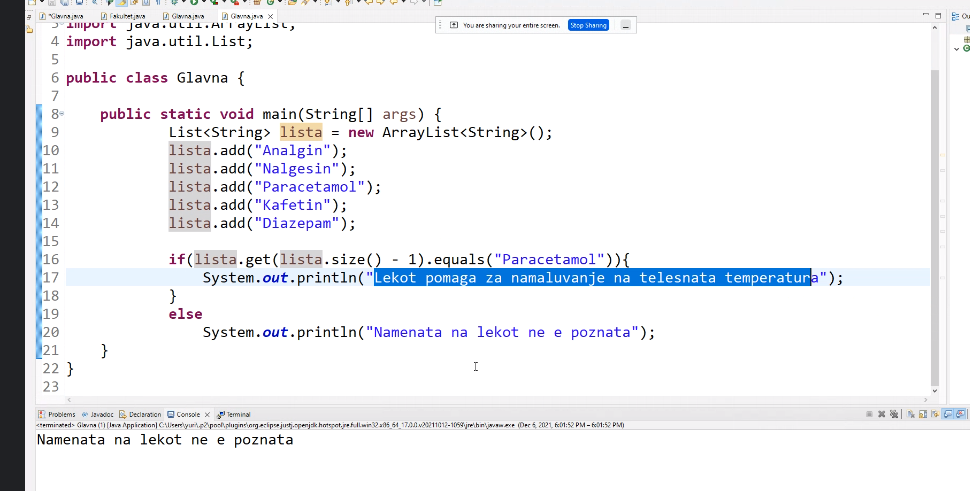 *Glavna.java Fakultet.java Glavna.java Glavna.java
You are sharing your entire screen. Stop Sharing
3 import java.util.ArrayList;
4 import java.util.List;
5
6 public class Glavna {
7
8 public static void main(String[] args) {
9 List<String> lista = new ArrayList<String>();
10 lista.add("Analgin");
11 lista.add("Nalgesin");
12 lista.add("Paracetamol");
13 lista.add("Kafetin");
14 lista.add("Diazepam");
15
16 if(lista.get(lista.size() - 1).equals("Paracetamol")){
17 System.out.println("Lekot pomaga za namaluvanje na telesnata temperatura");
18 }
19 else
20 System.out.println("Namenata na lekot ne e poznata");
21 }
22 }
23
Problems Javadoc Declaration Console Terminal
<terminated> Glavna (1) [Java Application] C:\Users\yuri\.p2\pool\plugins\org.eclipse.justj.openjdk.hotspot.jre.full.win32.x86_64_17.0.0.v20211012-1059\jre\bin\javaw.exe (Dec 6, 2021, 6:01:52 PM – 6:01:52 PM)
Namenata na lekot ne e poznata